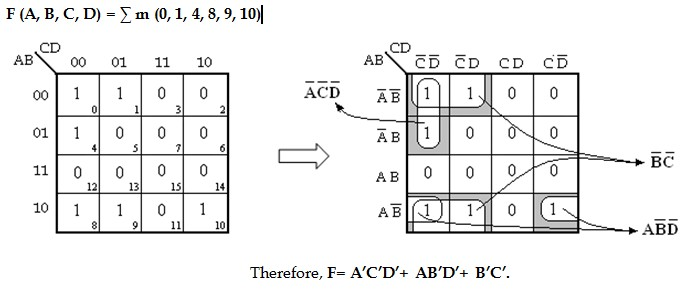 F (A, B, C, D) = ∑ m (0, 1, 4, 8, 9, 10)
CD
AB
00 01 11 10
00 1 0 1 1 0 3 0 2
01 1 4 0 5 0 7 0 6
11 0 12 0 13 0 15 0 14
10 1 8 1 9 0 11 1 10
CD
AB
C̅D̅ C̅D CD CD̅
A̅C̅D̅
A̅B̅ 1 1 0 0
A̅B 1 0 0 0
AB 0 0 0 0
B̅C̅
AB̅ 1 1 0 1
AB̅D̅
Therefore, F= A′C′D′+ AB′D′+ B′C′.